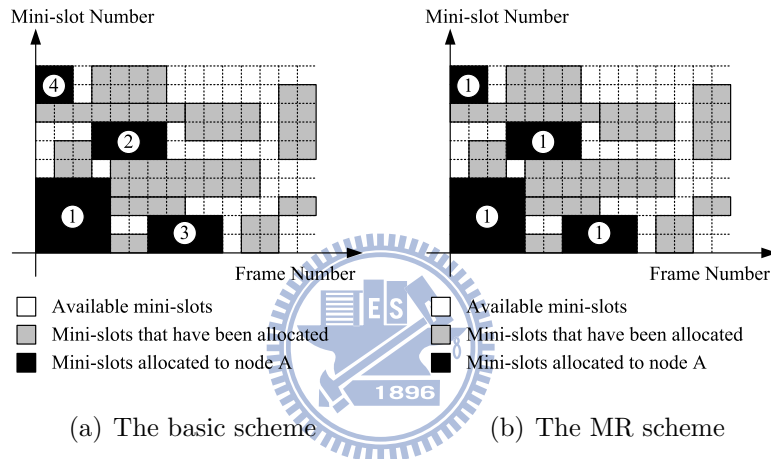 Mini-slot Number
4
2
1
3
Frame Number
Available mini-slots
Mini-slots that have been allocated
Mini-slots allocated to node A
(a) The basic scheme
Mini-slot Number
1
1
1
1
Frame Number
Available mini-slots
Mini-slots that have been allocated
Mini-slots allocated to node A
(b) The MR scheme
E S
1896